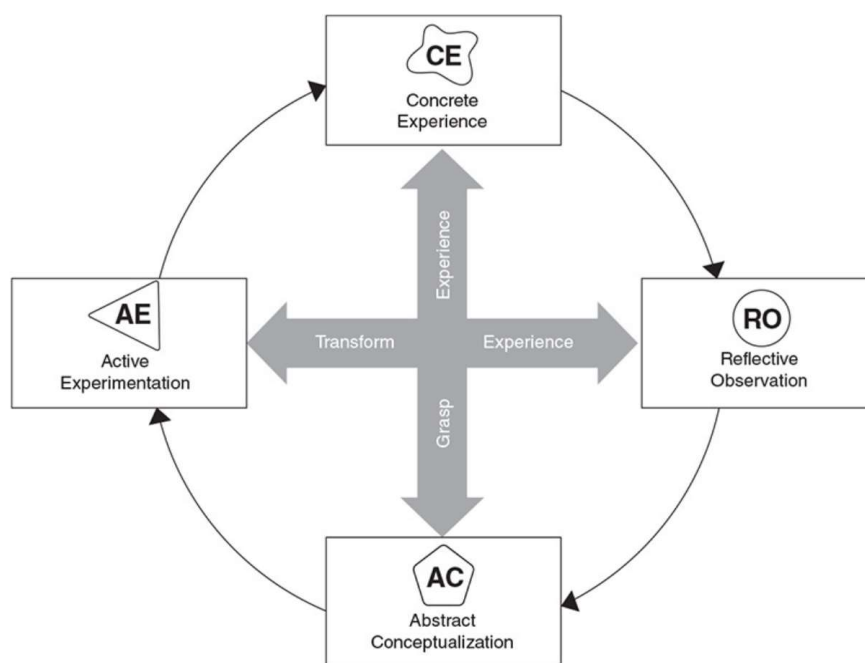 CE
Concrete
Experience
Experience
AE
Active
Experimentation
Transform
Experience
RO
Reflective
Observation
Grasp
AC
Abstract
Conceptualization